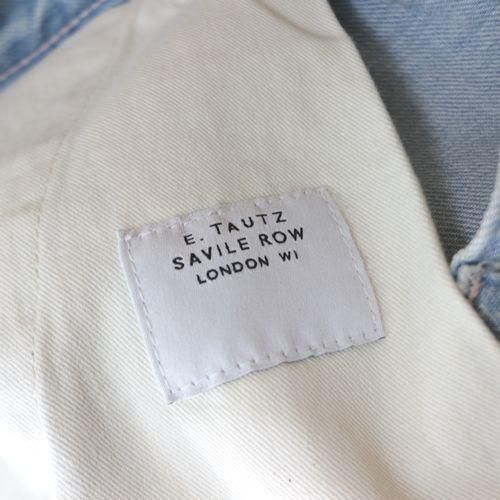 E. TAUTZ
SAVILE ROW
LONDON W1